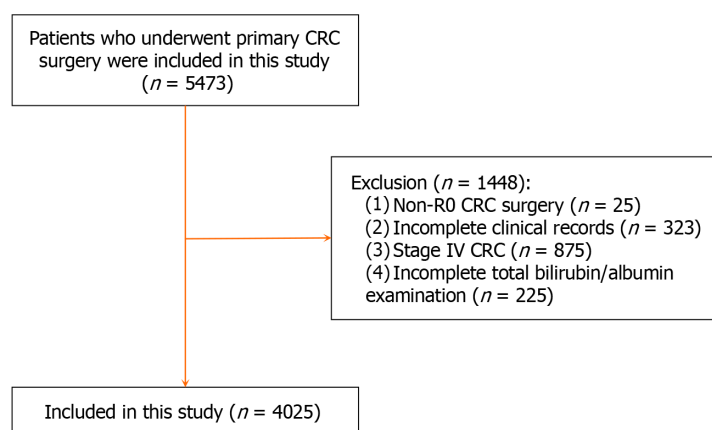 Patients who underwent primary CRC
surgery were included in this study
(n = 5473)
Exclusion (n = 1448):
(1) Non-R0 CRC surgery (n = 25)
(2) Incomplete clinical records (n = 323)
(3) Stage IV CRC (n = 875)
(4) Incomplete total bilirubin/albumin
examination (n = 225)
Included in this study (n = 4025)